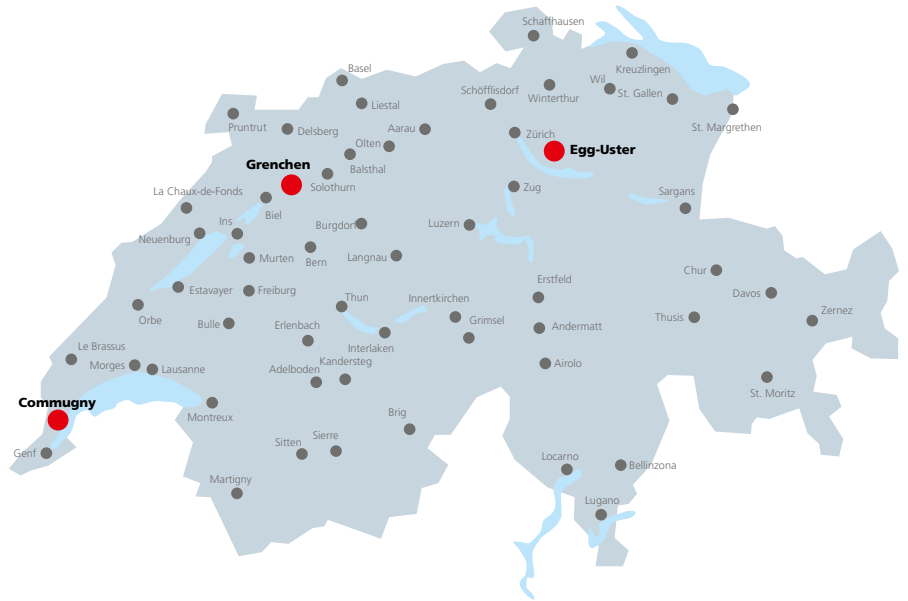 Schaffhausen
Basel
Kreuzlingen
Wil
Schöfflisdorf
Winterthur
St. Gallen
Liestal
Pruntrut
Delsberg
Aarau
Zürich
St. Margrethen
Olten
Egg-Uster
Grenchen
Balsthal
Solothurn
Zug
La Chaux-de-Fonds
Sargans
Biel
Ins
Burgdorf
Luzern
Neuenburg
Murten
Bern
Langnau
Chur
Erstfeld
Estavayer
Freiburg
Thun
Innertkirchen
Davos
Zernez
Orbe
Bulle
Erlenbach
Grimsel
Andermatt
Thusis
Le Brassus
Interlaken
Morges
Lausanne
Kandersteg
Adelboden
Airolo
St. Moritz
Commugny
Montreux
Brig
Genf
Sitten
Sierre
Locarno
Bellinzona
Martigny
Lugano